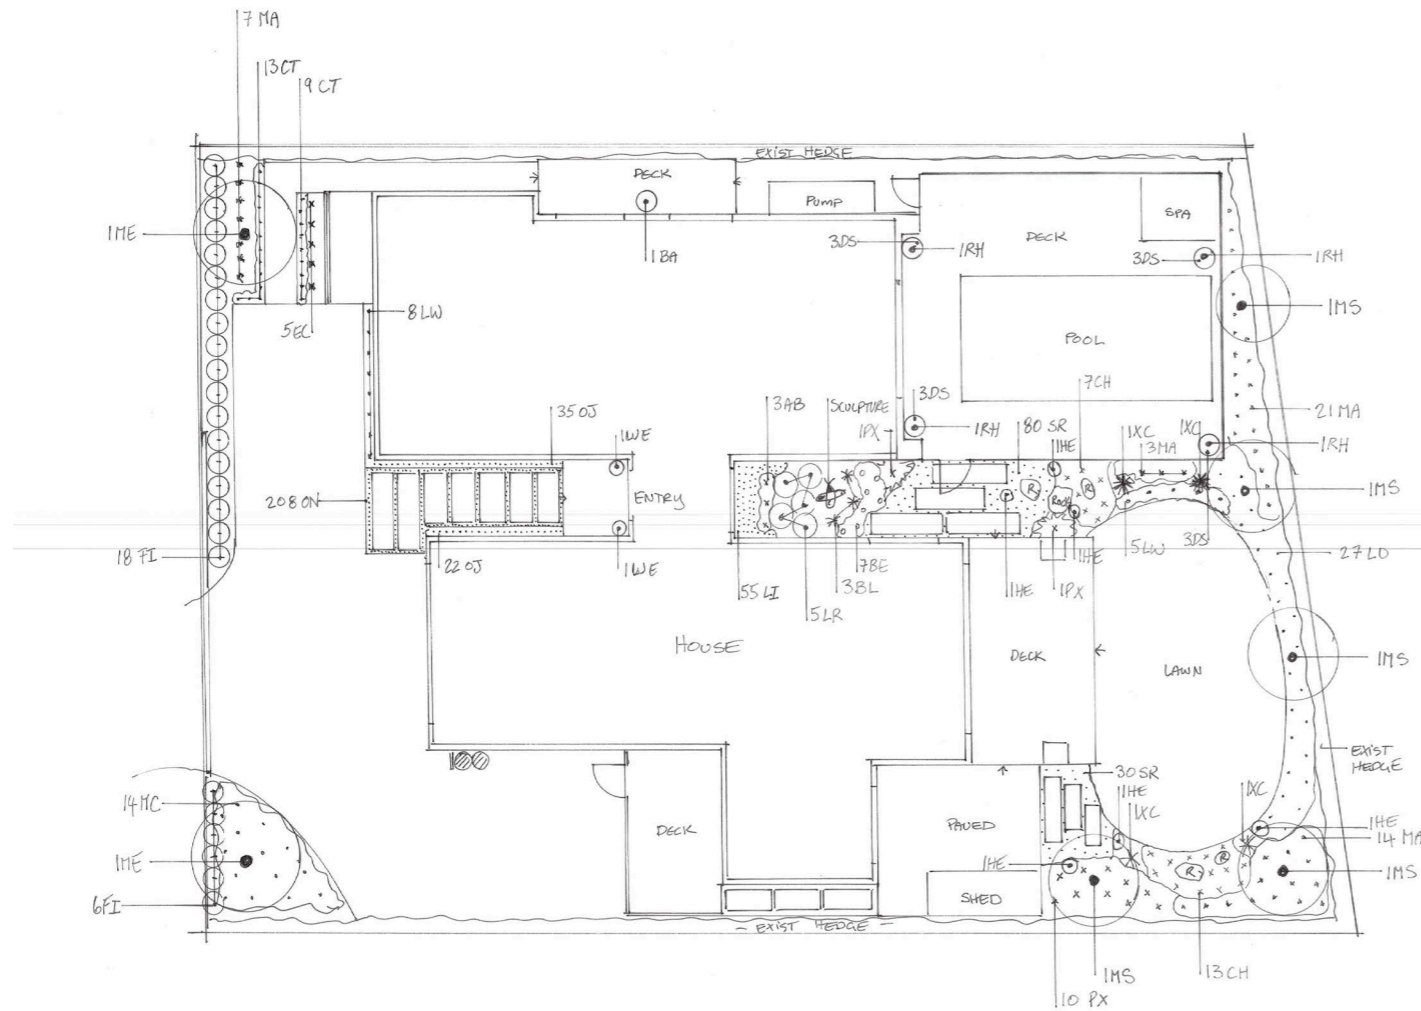 7 MA
13 CT
9 CT
EXIST HEDGE
DECK
PUMP
SPA
1ME
3DS
1RH
DECK
3DS
1RH
1BA
8 LW
5EC
1MS
POOL
7CH
3AB
SCULPTURE
3DS
21 MA
35 OJ
1PX
1RH
80 SR
1XC
1XC
3MA
1RH
1WE
1HE
R
R
208 ON
ENTRY
ROCK
1MS
18 FI
22 OJ
1WE
7BE
1HE
5LW
3DS
27 LO
55 LI
3BL
1HE
1PX
5LR
HOUSE
DECK
LAWN
1MS
EXIST
HEDGE
30 SR
14 MC
1HE
1XC
1XC
1HE
DECK
PAVED
14 MA
1ME
1HE
R
R
1MS
6FI
SHED
- EXIST HEDGE -
1MS
13 CH
10 PX